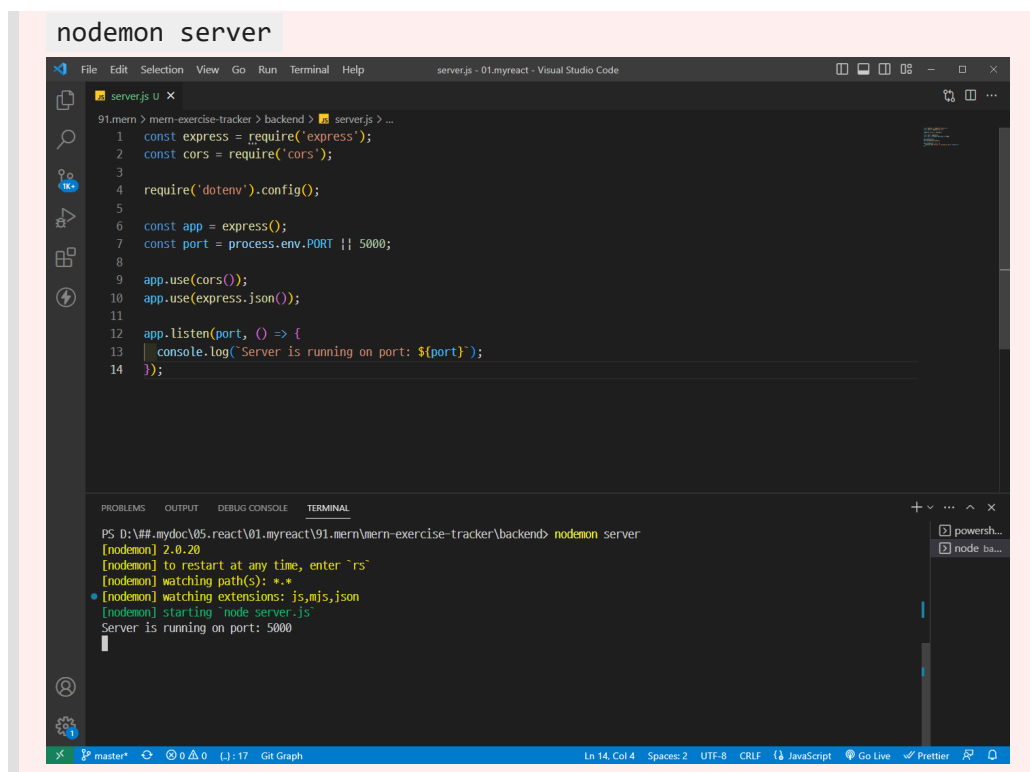 nodemon server
File Edit Selection View Go Run Terminal Help server.js - 01.myreact - Visual Studio Code
JS server.js U
91.mern > mern-exercise-tracker > backend > JS server.js > ...
1 const express = require('express');
2 const cors = require('cors');
3
4 require('dotenv').config();
5
6 const app = express();
7 const port = process.env.PORT || 5000;
8
9 app.use(cors());
10 app.use(express.json());
11
12 app.listen(port, () => {
13 console.log(`Server is running on port: ${port}`);
14 });
1K+
PROBLEMS OUTPUT DEBUG CONSOLE TERMINAL
PS D:\##.mydoc\05.react\01.myreact\91.mern\mern-exercise-tracker\backend> nodemon server
[nodemon] 2.0.20
[nodemon] to restart at any time, enter `rs`
[nodemon] watching path(s): *.*
[nodemon] watching extensions: js,mjs,json
[nodemon] starting `node server.js`
Server is running on port: 5000
powersh...
node ba...
1
master* 0 0 {..} : 17 Git Graph Ln 14, Col 4 Spaces: 2 UTF-8 CRLF JavaScript Go Live Prettier